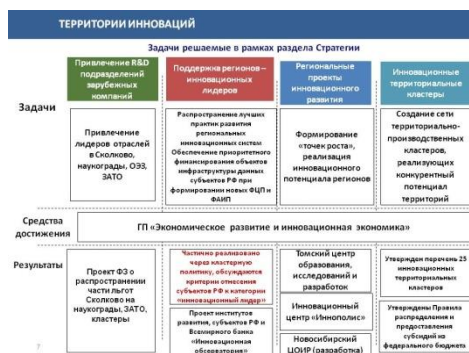 ТЕРРИТОРИИ ИННОВАЦИЙ
Задачи решаемые в рамках раздела Стратегии
Привлечение R&D
подразделений
зарубежных
компаний
Поддержка регионов –
инновационных
лидеров
Региональные
проекты
инновационного
развития
Инновационные
территориальные
кластеры
Задачи
Привлечение
лидеров отраслей
в Сколково,
наукограды, ОЭЗ,
ЗАТО
Распространение лучших
практик развития
региональных
инновационных систем
Обеспечение приоритетного
финансирования объектов
инфраструктуры данных
субъектов РФ при
формировании новых ФЦП и
ФАИП
Формирование
«точек роста»,
реализация
инновационного
потенциала регионов
Создание сети
территориально-
производственных
кластеров,
реализующих
конкурентный
потенциал
территорий
Средства
достижения
ГП «Экономическое развитие и инновационная экономика»
Результаты
Проект ФЗ о
распространении
части льгот
Сколково на
наукограды, ЗАТО,
кластеры
Частично реализовано
через кластерную
политику, обсуждаются
критерии отнесения
субъектов РФ к категории
«инновационный лидер»
Проект институтов
развития, субъектов РФ и
Всемирного банка
«Инновационная
обсерватория»
Томский центр
образования,
исследований и
разработок
Инновационный
центр «Иннополис»
Новосибирский
ЦОИР (разработка)
Утвержден перечень 25
инновационных
территориальных
кластеров
Утверждены Правила
распределения и
предоставления
субсидий из
федерального бюджета
7